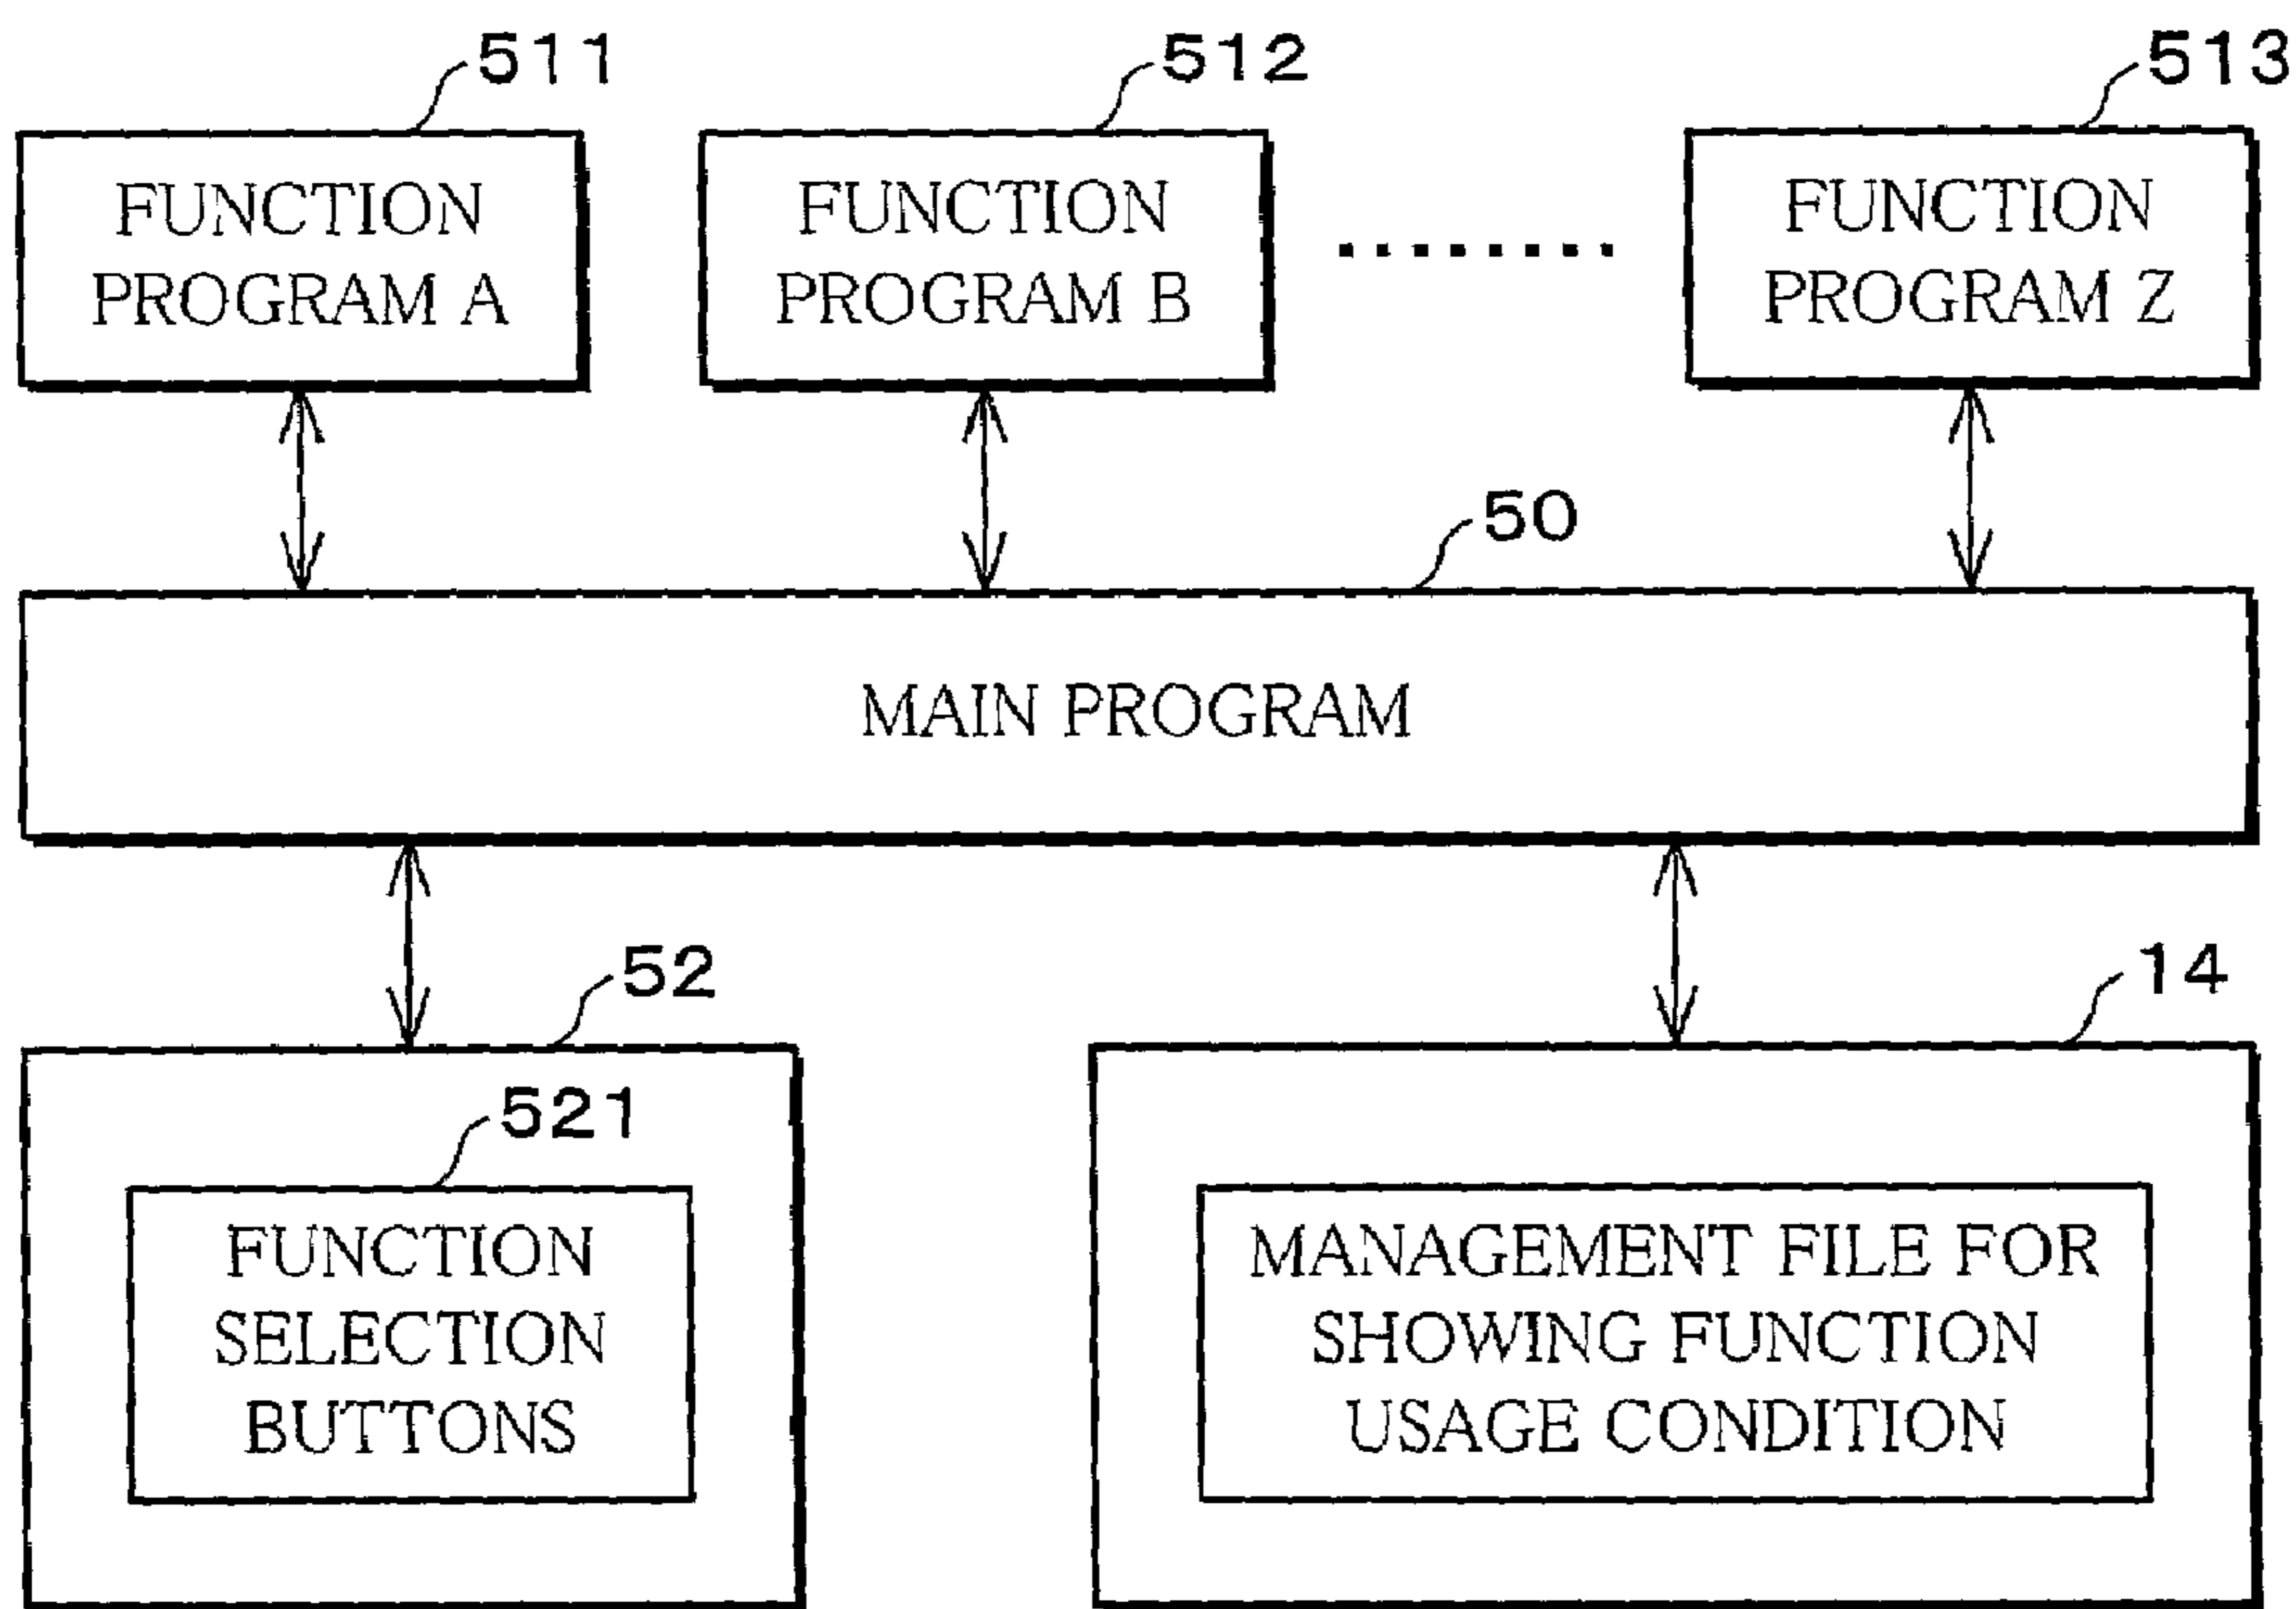 511
512
513
FUNCTION
PROGRAM A
FUNCTION
PROGRAM B
FUNCTION
PROGRAM Z
50
MAIN PROGRAM
52
14
521
FUNCTION
SELECTION
BUTTONS
MANAGEMENT FILE FOR
SHOWING FUNCTION
USAGE CONDITION